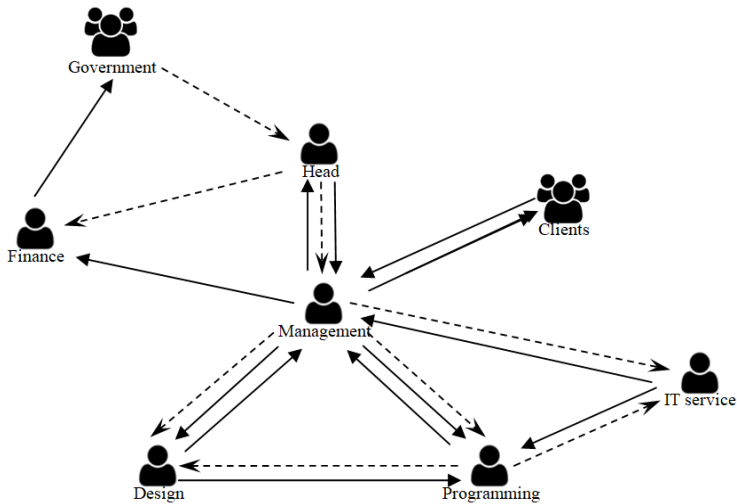 Government
Head
Clients
Finance
Management
IT service
Design
Programming